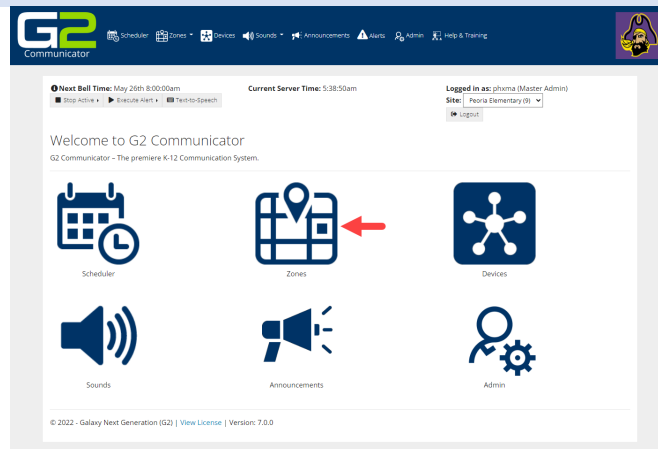 G2
Communicator
Scheduler Zones Devices Sounds Announcements Alerts Admin Help & Training
Next Bell Time: May 26th 8:00:00am Current Server Time: 5:38:50am Logged in as: phxma (Master Admin)
Stop Active Execute Alert Text-to-Speech Site: Peoria Elementary (9)
Logout
Welcome to G2 Communicator
G2 Communicator – The premiere K-12 Communication System.
Scheduler Zones Devices
Sounds Announcements Admin
© 2022 - Galaxy Next Generation (G2) | View License | Version: 7.0.0